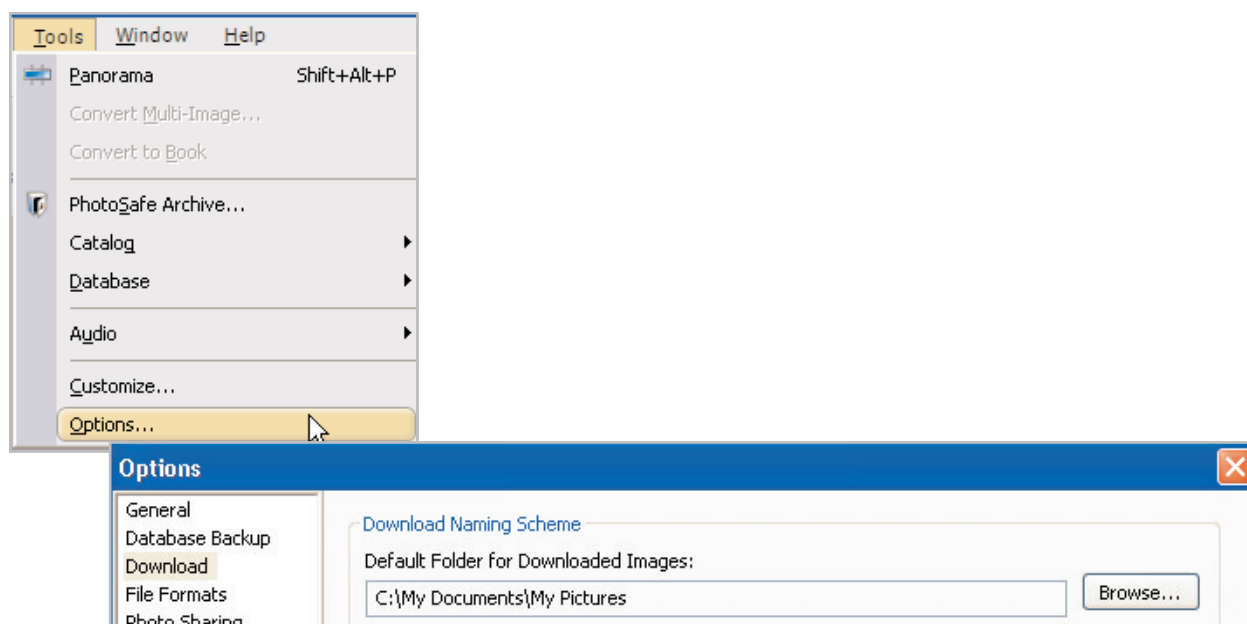 Tools Window Help
Panorama Shift+Alt+P
Convert Multi-Image...
Convert to Book
PhotoSafe Archive...
Catalog
Database
Audio
Customize...
Options...
Options
General
Database Backup
Download
File Formats
Photo Sharing
Download Naming Scheme
Default Folder for Downloaded Images:
C:\My Documents\My Pictures
Browse...